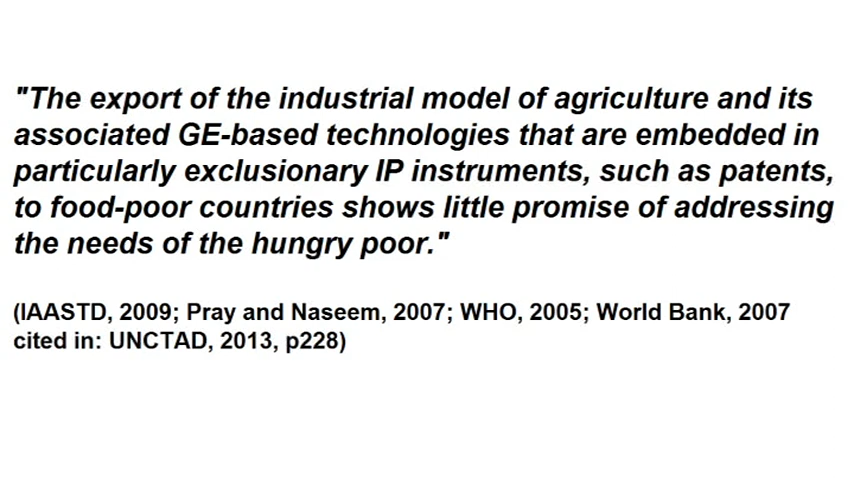 "The export of the industrial model of agriculture and its
associated GE-based technologies that are embedded in
particularly exclusionary IP instruments, such as patents,
to food-poor countries shows little promise of addressing
the needs of the hungry poor."
(IAASTD, 2009; Pray and Naseem, 2007; WHO, 2005; World Bank, 2007
cited in: UNCTAD, 2013, p228)